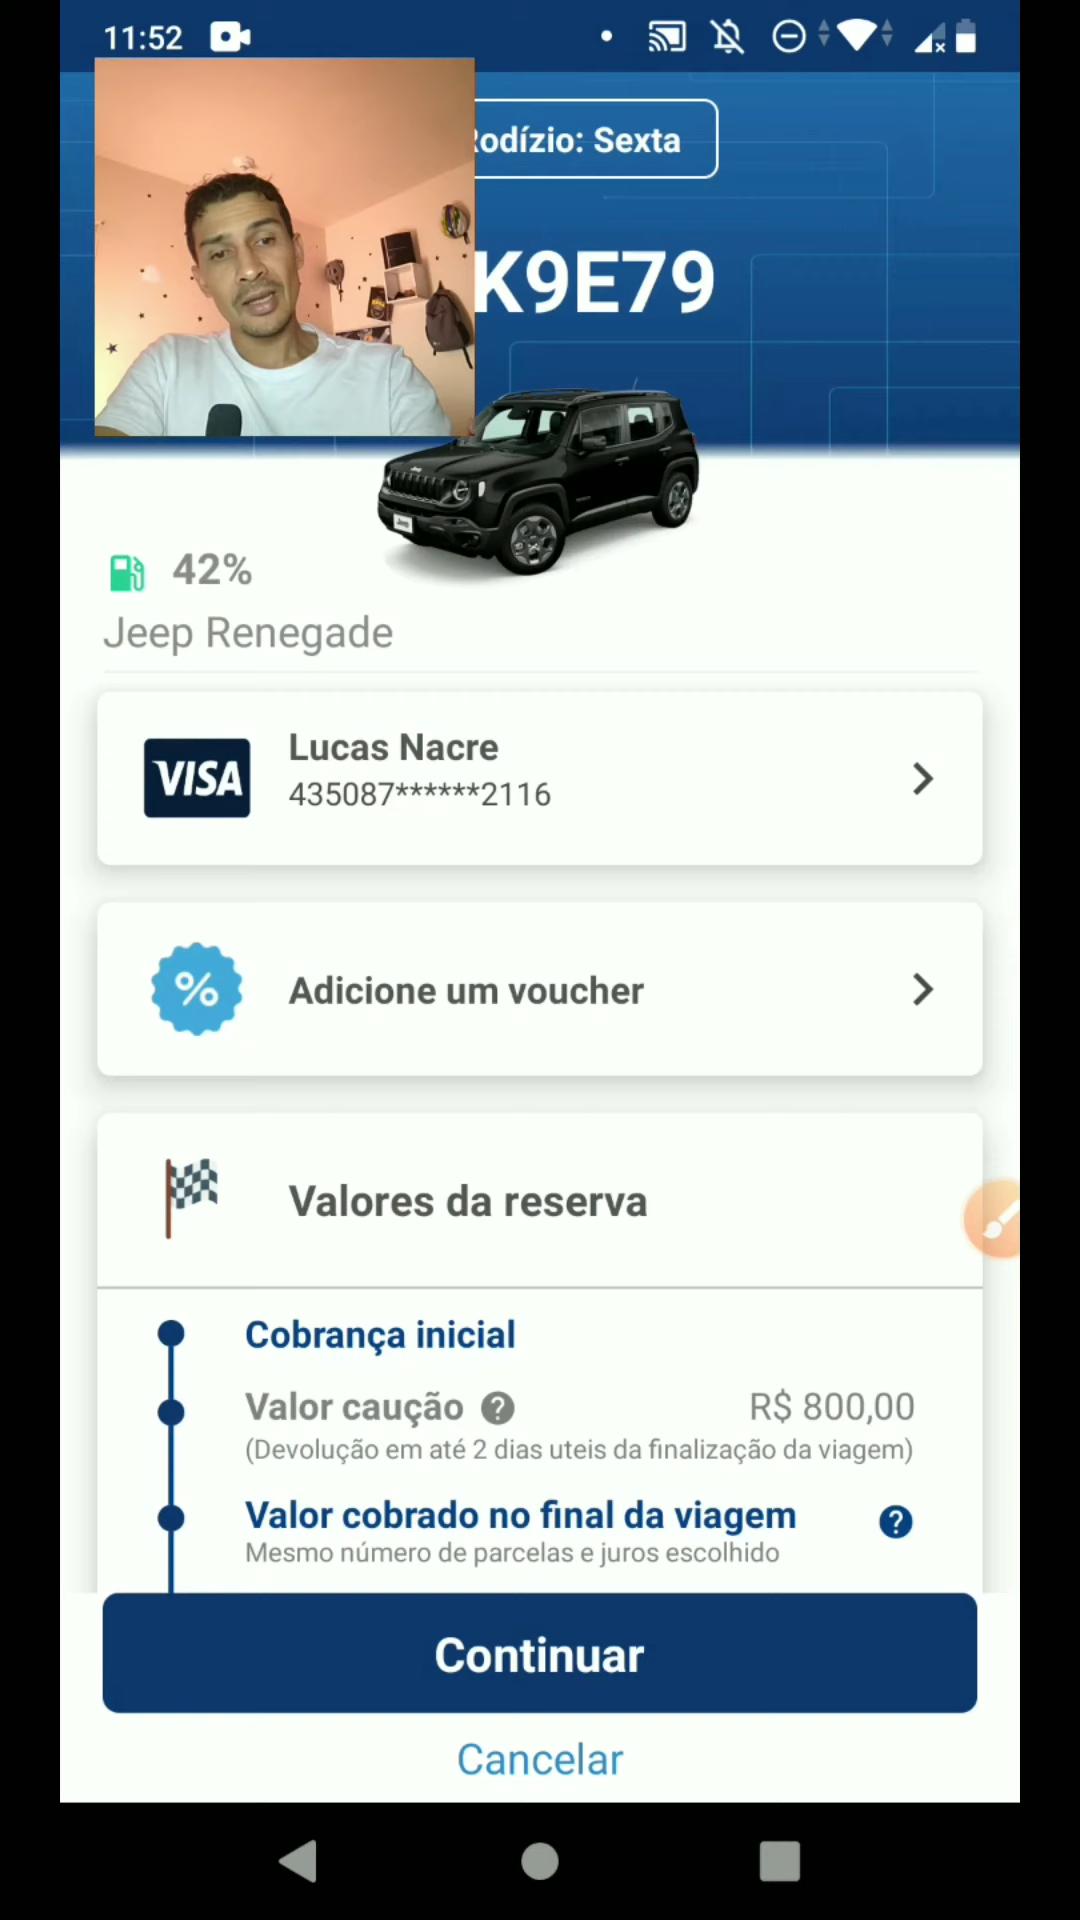 11:52
Rodízio: Sexta
K9E79
42%
Jeep Renegade
VISA
Lucas Nacre
435087******2116
%
Adicione um voucher
Valores da reserva
Cobrança inicial
Valor caução ?
R$ 800,00
(Devolução em até 2 dias uteis da finalização da viagem)
Valor cobrado no final da viagem ?
Mesmo número de parcelas e juros escolhido
Continuar
Cancelar